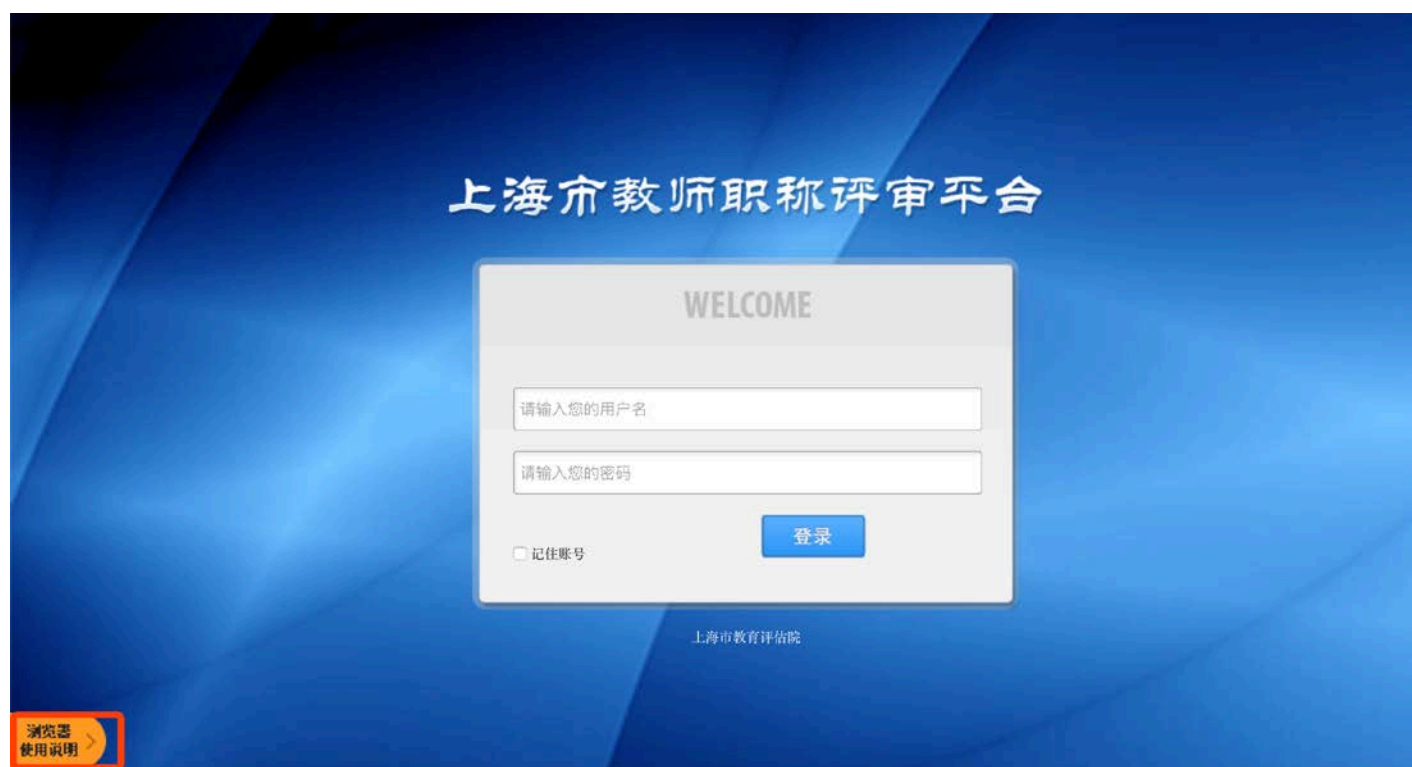 上海市教师职称评审平台
WELCOME
请输入您的用户名
请输入您的密码
登录
记住账号
上海市教育评估院
浏览器
使用说明